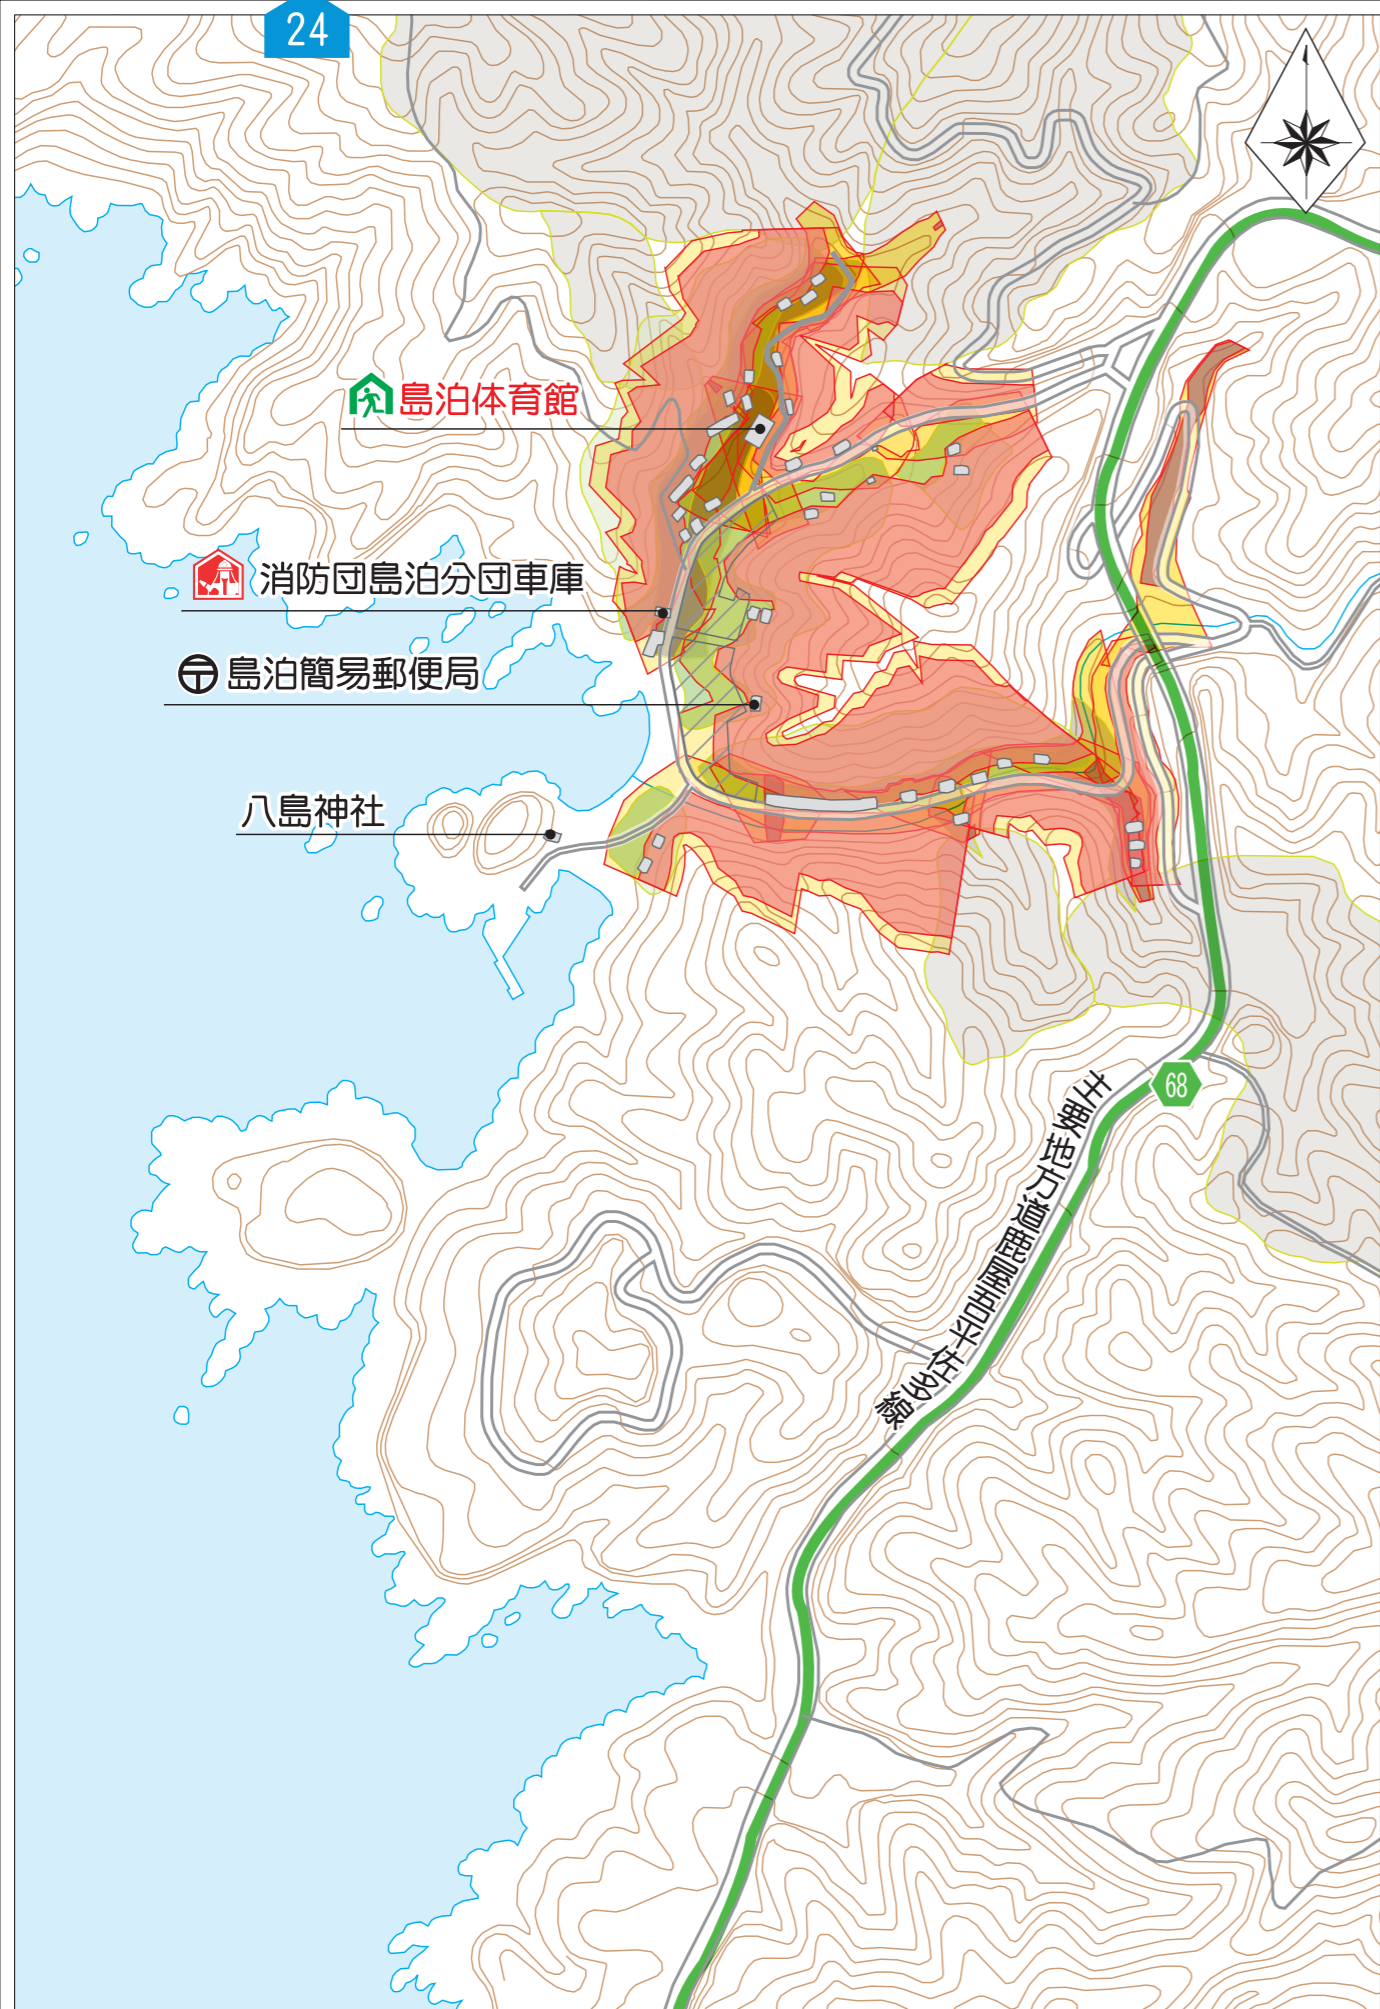 24
島泊体育館
消防団島泊分団車庫
島泊簡易郵便局
八島神社
68
主要地方道鹿屋吾平佐多線